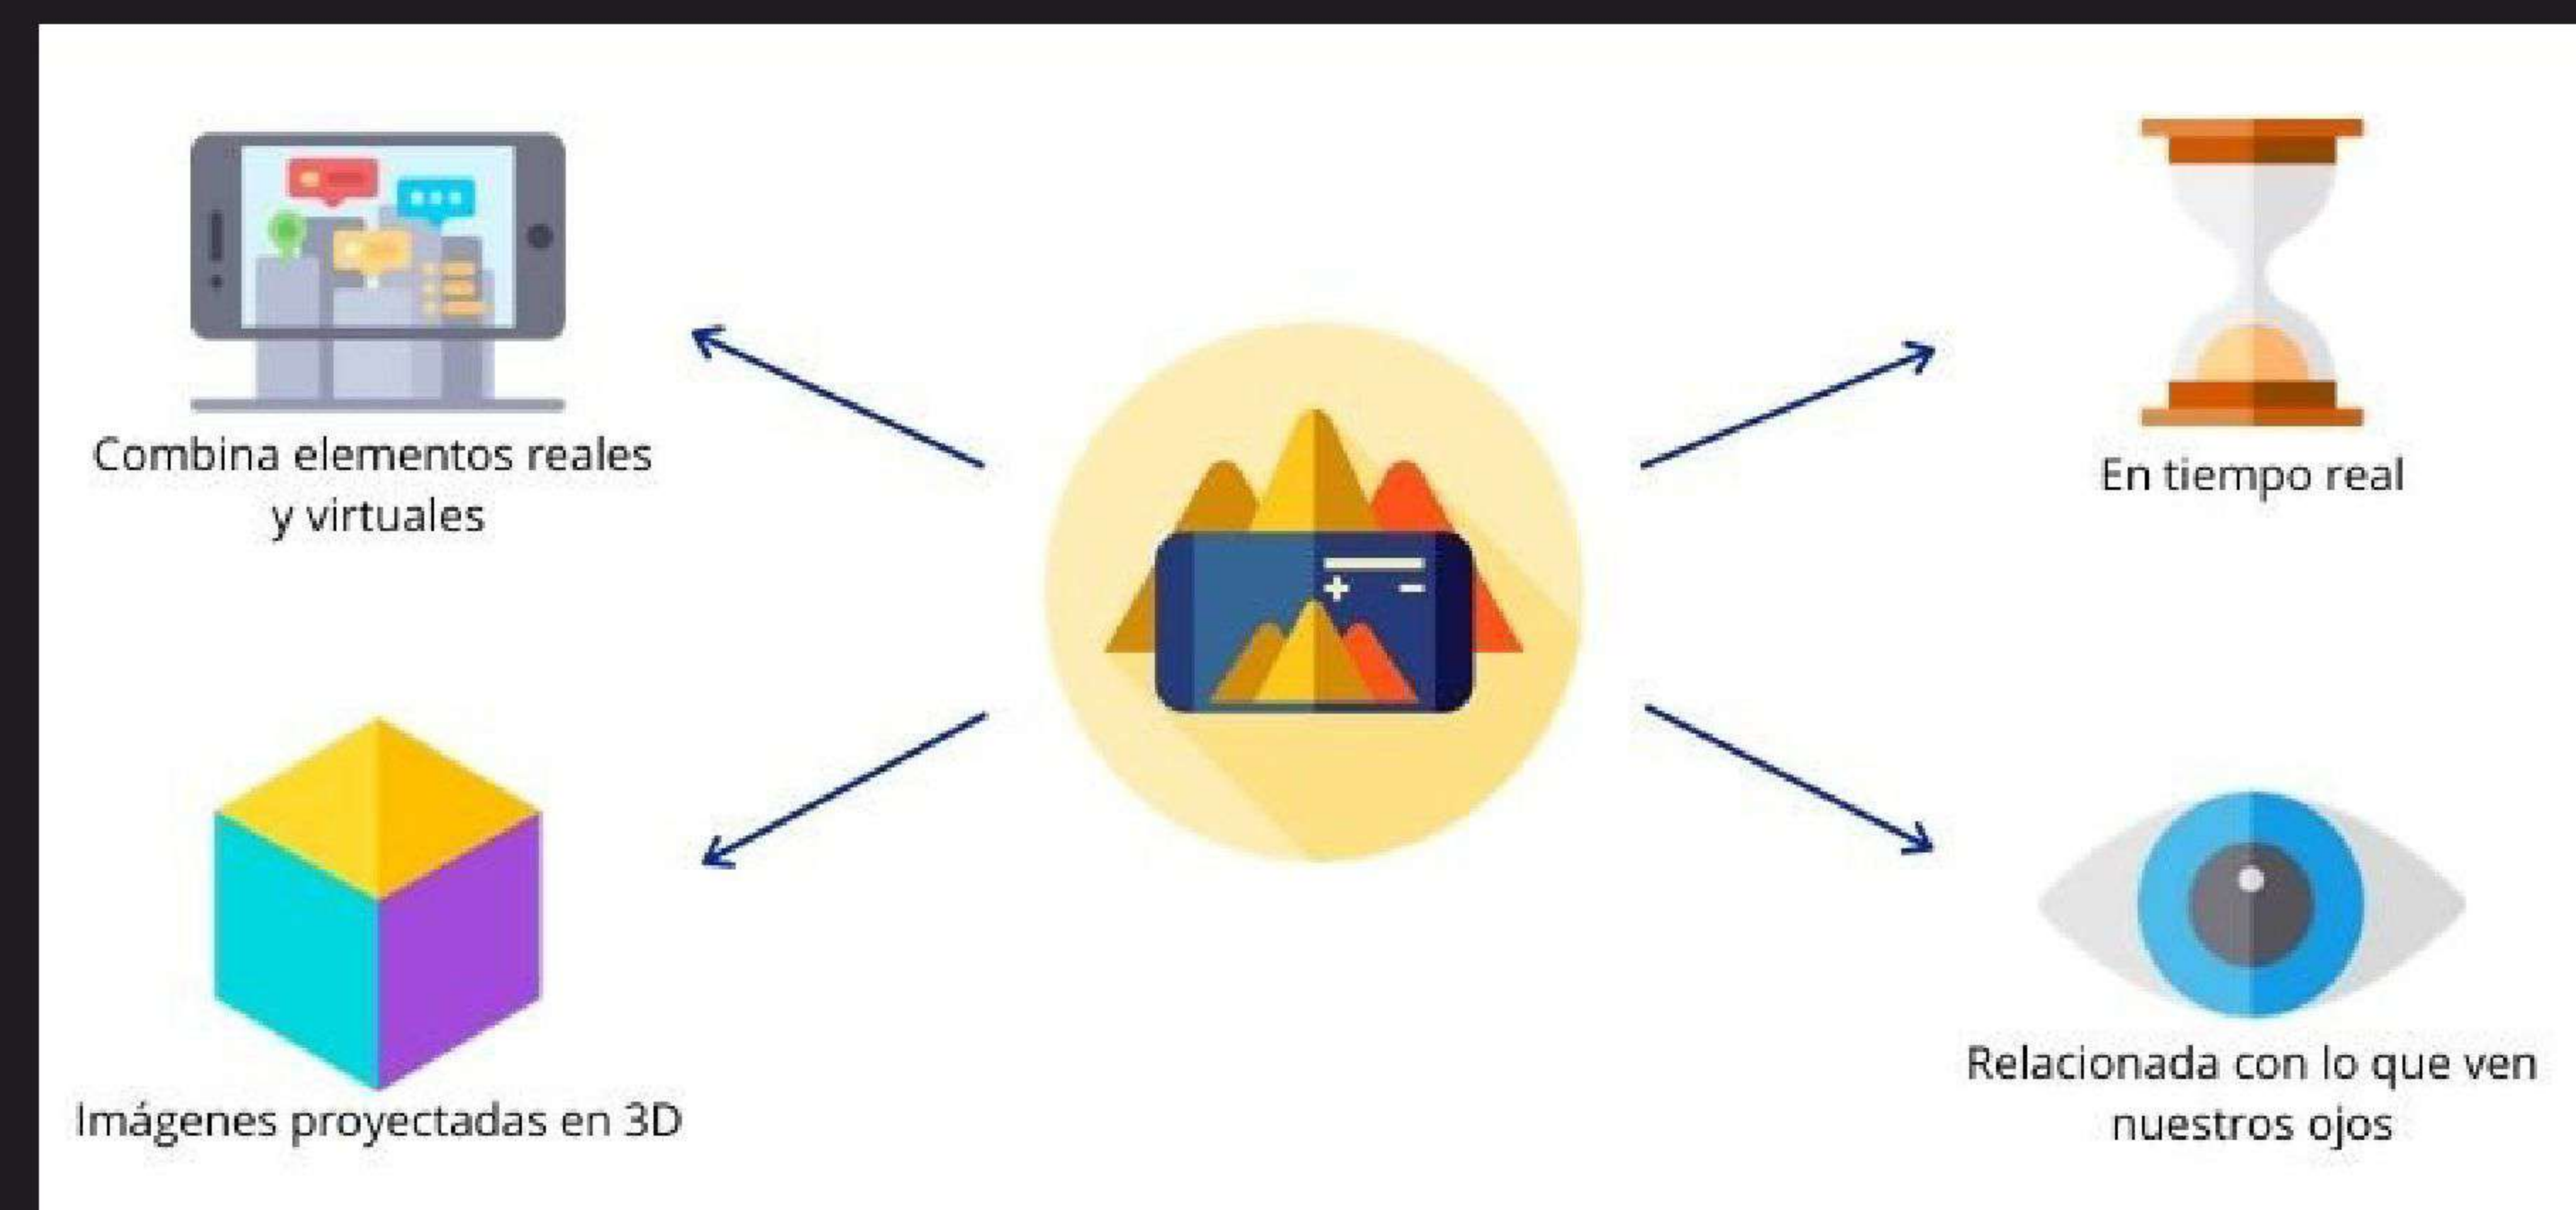 Combina elementos reales
y virtuales
En tiempo real
Imágenes proyectadas en 3D
Relacionada con lo que ven
nuestros ojos